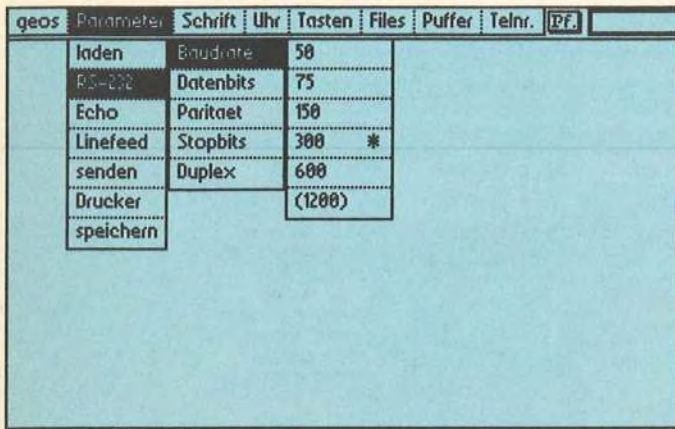 geos Parameter Schrift Uhr Tasten Files Puffer Telnr. Pf.
laden
RS-232
Echo
Linefeed
senden
Drucker
speichern
Baudrate
Datenbits
Paritaet
Stopbits
Duplex
50
75
150
300 *
600
(1200)